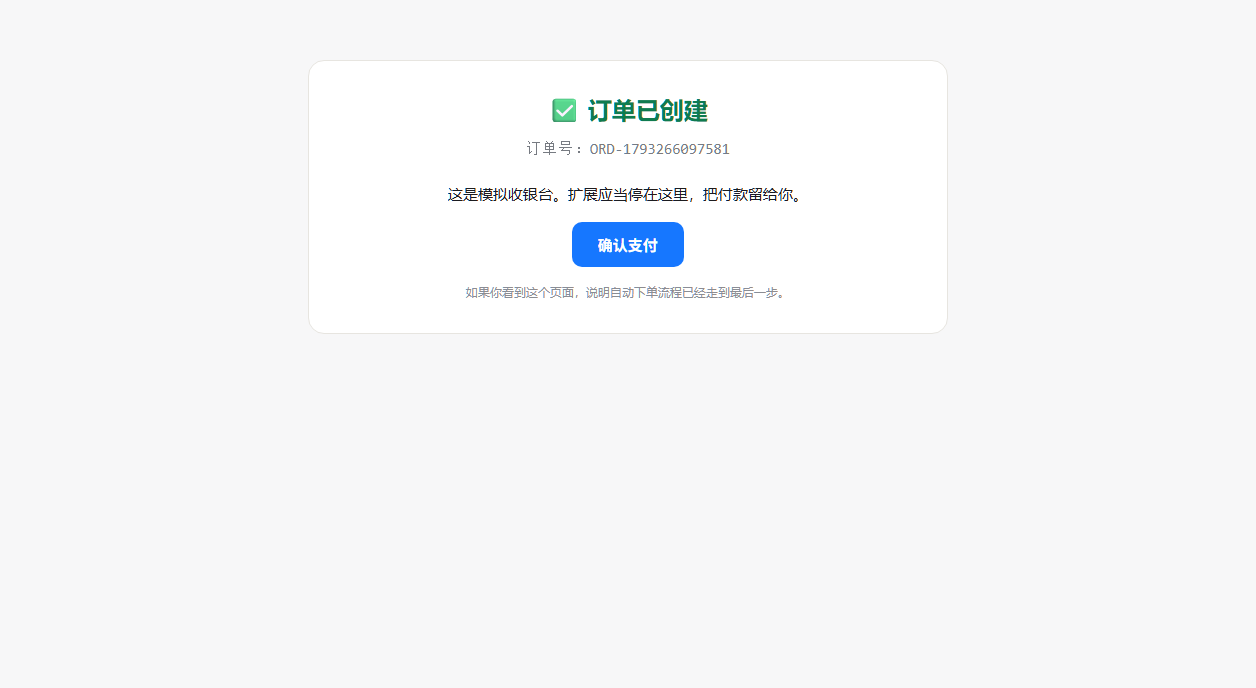 ✅ 订单已创建
订单号：ORD-1793266097581
这是模拟收银台。扩展应当停在这里，把付款留给你。
确认支付
如果你看到这个页面，说明自动下单流程已经走到最后一步。